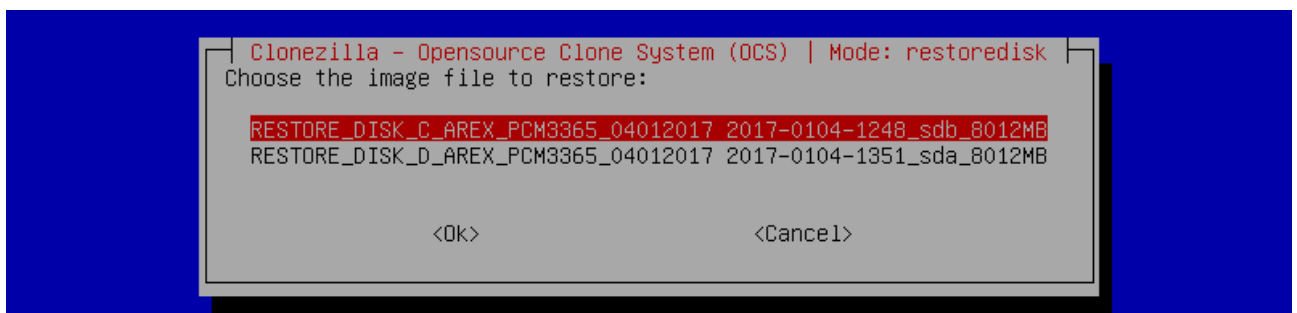 Clonezilla – Opensource Clone System (OCS) | Mode: restoredisk
Choose the image file to restore:
RESTORE_DISK_C_AREX_PCM3365_04012017 2017-0104-1248_sdb_8012MB
RESTORE_DISK_D_AREX_PCM3365_04012017 2017-0104-1351_sda_8012MB
<Ok> <Cancel>